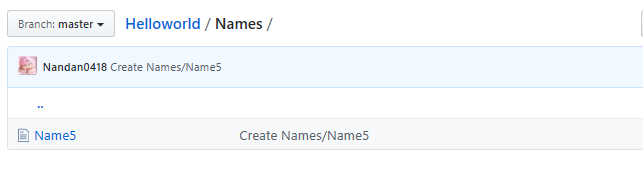 Branch: master Helloworld / Names /
Nandan0418 Create Names/Name5
..
Name5 Create Names/Name5